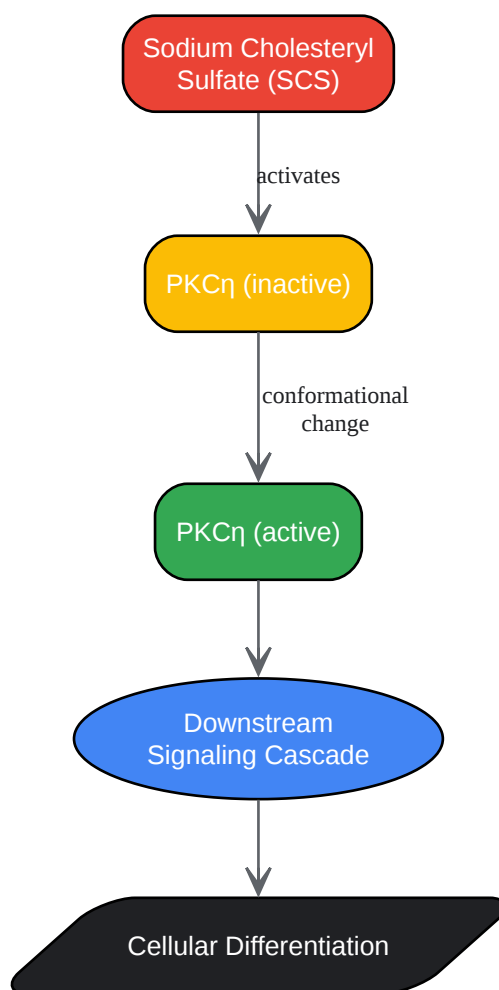 Sodium Cholesteryl
Sulfate (SCS)
activates
PKCη (inactive)
conformational
change
PKCη (active)
Downstream
Signaling Cascade
Cellular Differentiation